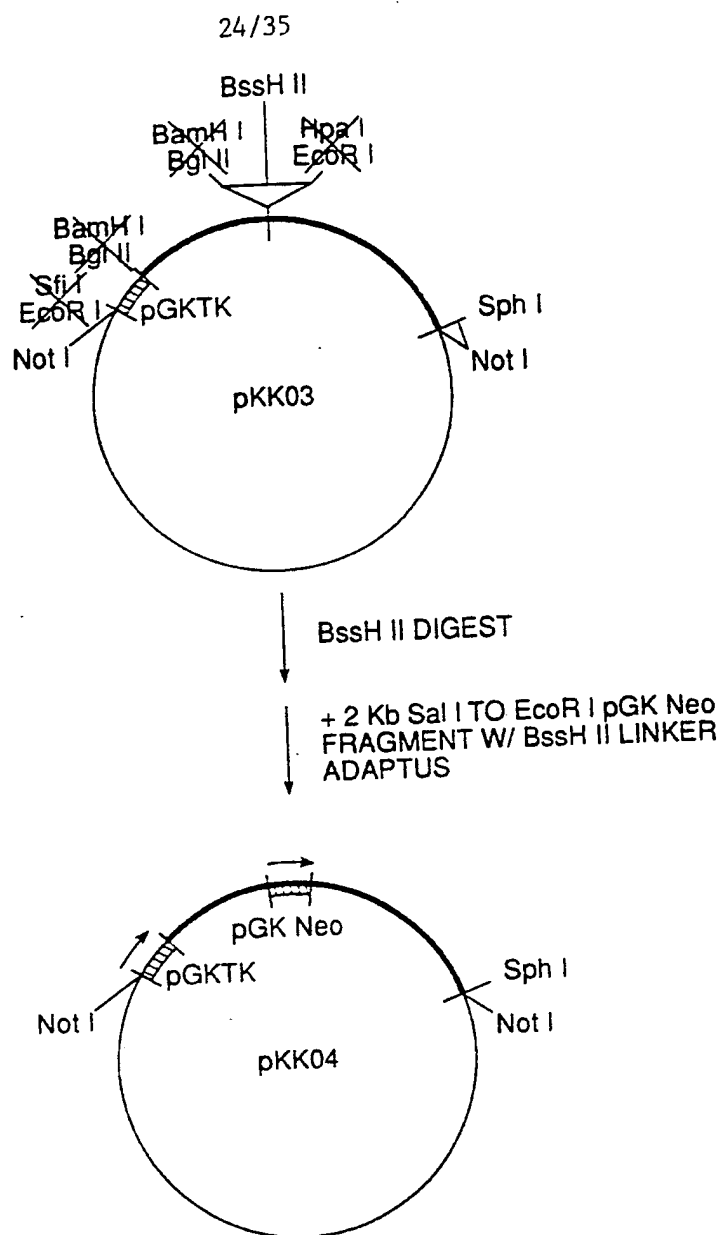 24/35
BssH II
BamH I
Bgl II
Hpa I
EcoR I
BamH I
Bgl II
Sfi I
EcoR I
pGKTK
Not I
Sph I
Not I
pKK03
BssH II DIGEST
+ 2 Kb Sal I TO EcoR I pGK Neo
FRAGMENT W/ BssH II LINKER
ADAPTUS
pGK Neo
pGKTK
Sph I
Not I
Not I
pKK04